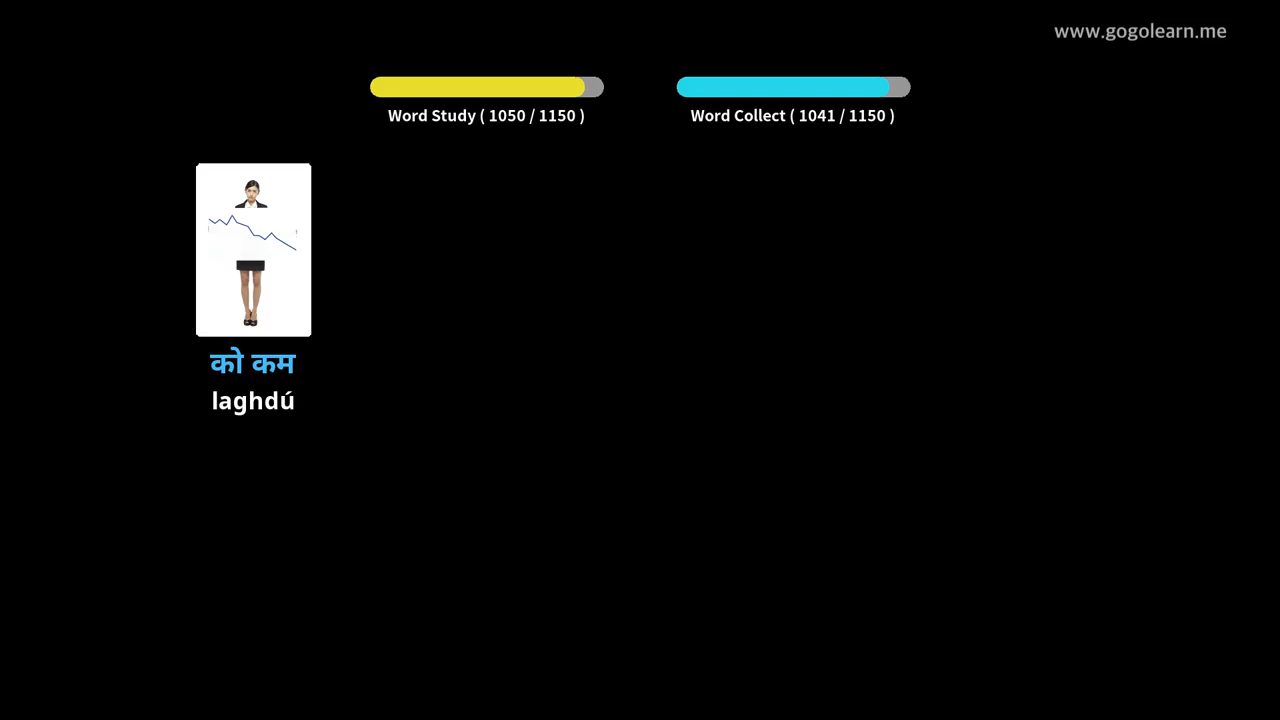 www.gogolearn.me
Word Study ( 1050 / 1150 )
Word Collect ( 1041 / 1150 )
को कम
laghdú